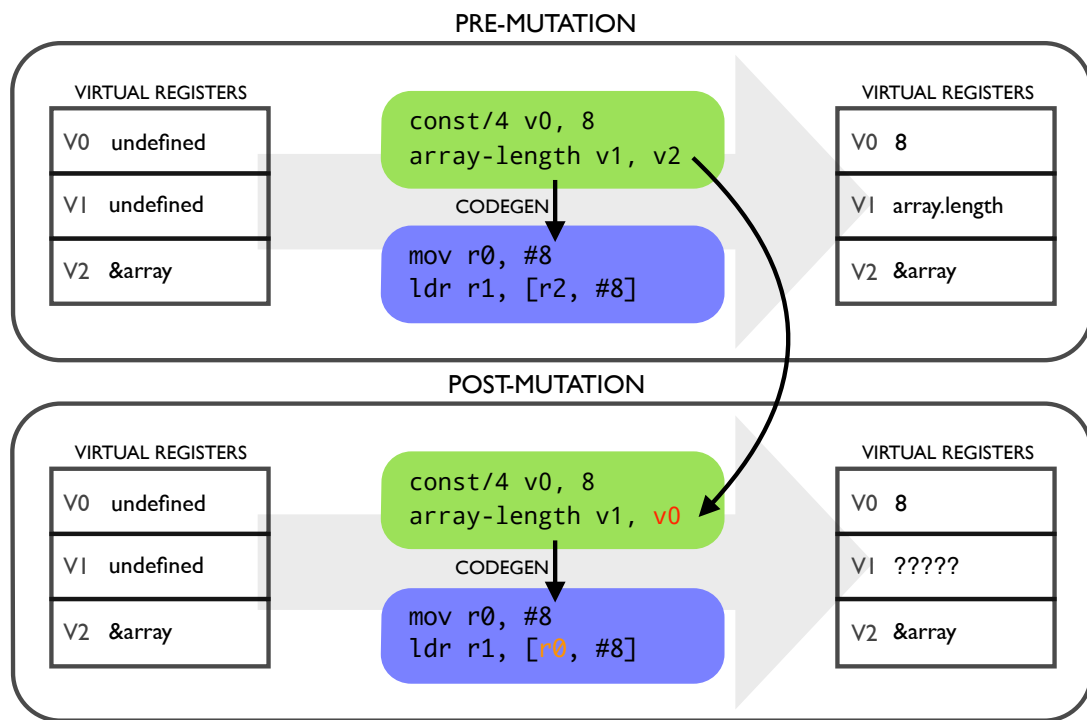 PRE-MUTATION
VIRTUAL REGISTERS
V0 undefined
V1 undefined
V2 &array
const/4 v0, 8
array-length v1, v2
CODEGEN
mov r0, #8
ldr r1, [r2, #8]
VIRTUAL REGISTERS
V0 8
V1 array.length
V2 &array
POST-MUTATION
VIRTUAL REGISTERS
V0 undefined
V1 undefined
V2 &array
const/4 v0, 8
array-length v1, v0
CODEGEN
mov r0, #8
ldr r1, [r0, #8]
VIRTUAL REGISTERS
V0 8
V1 ?????
V2 &array